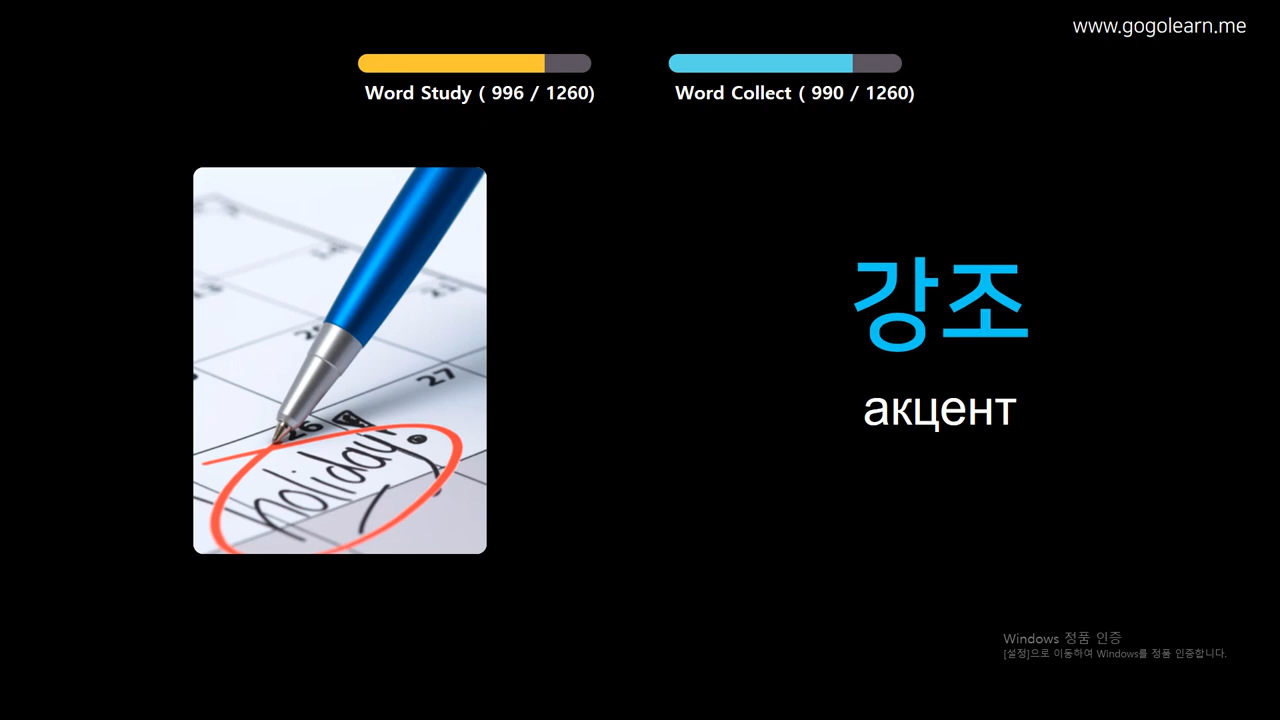 www.gogolearn.me
Word Study ( 996 / 1260)
Word Collect ( 990 / 1260)
27
26
holiday
강조
акцент
Windows 정품 인증
[설정]으로 이동하여 Windows를 정품 인증합니다.